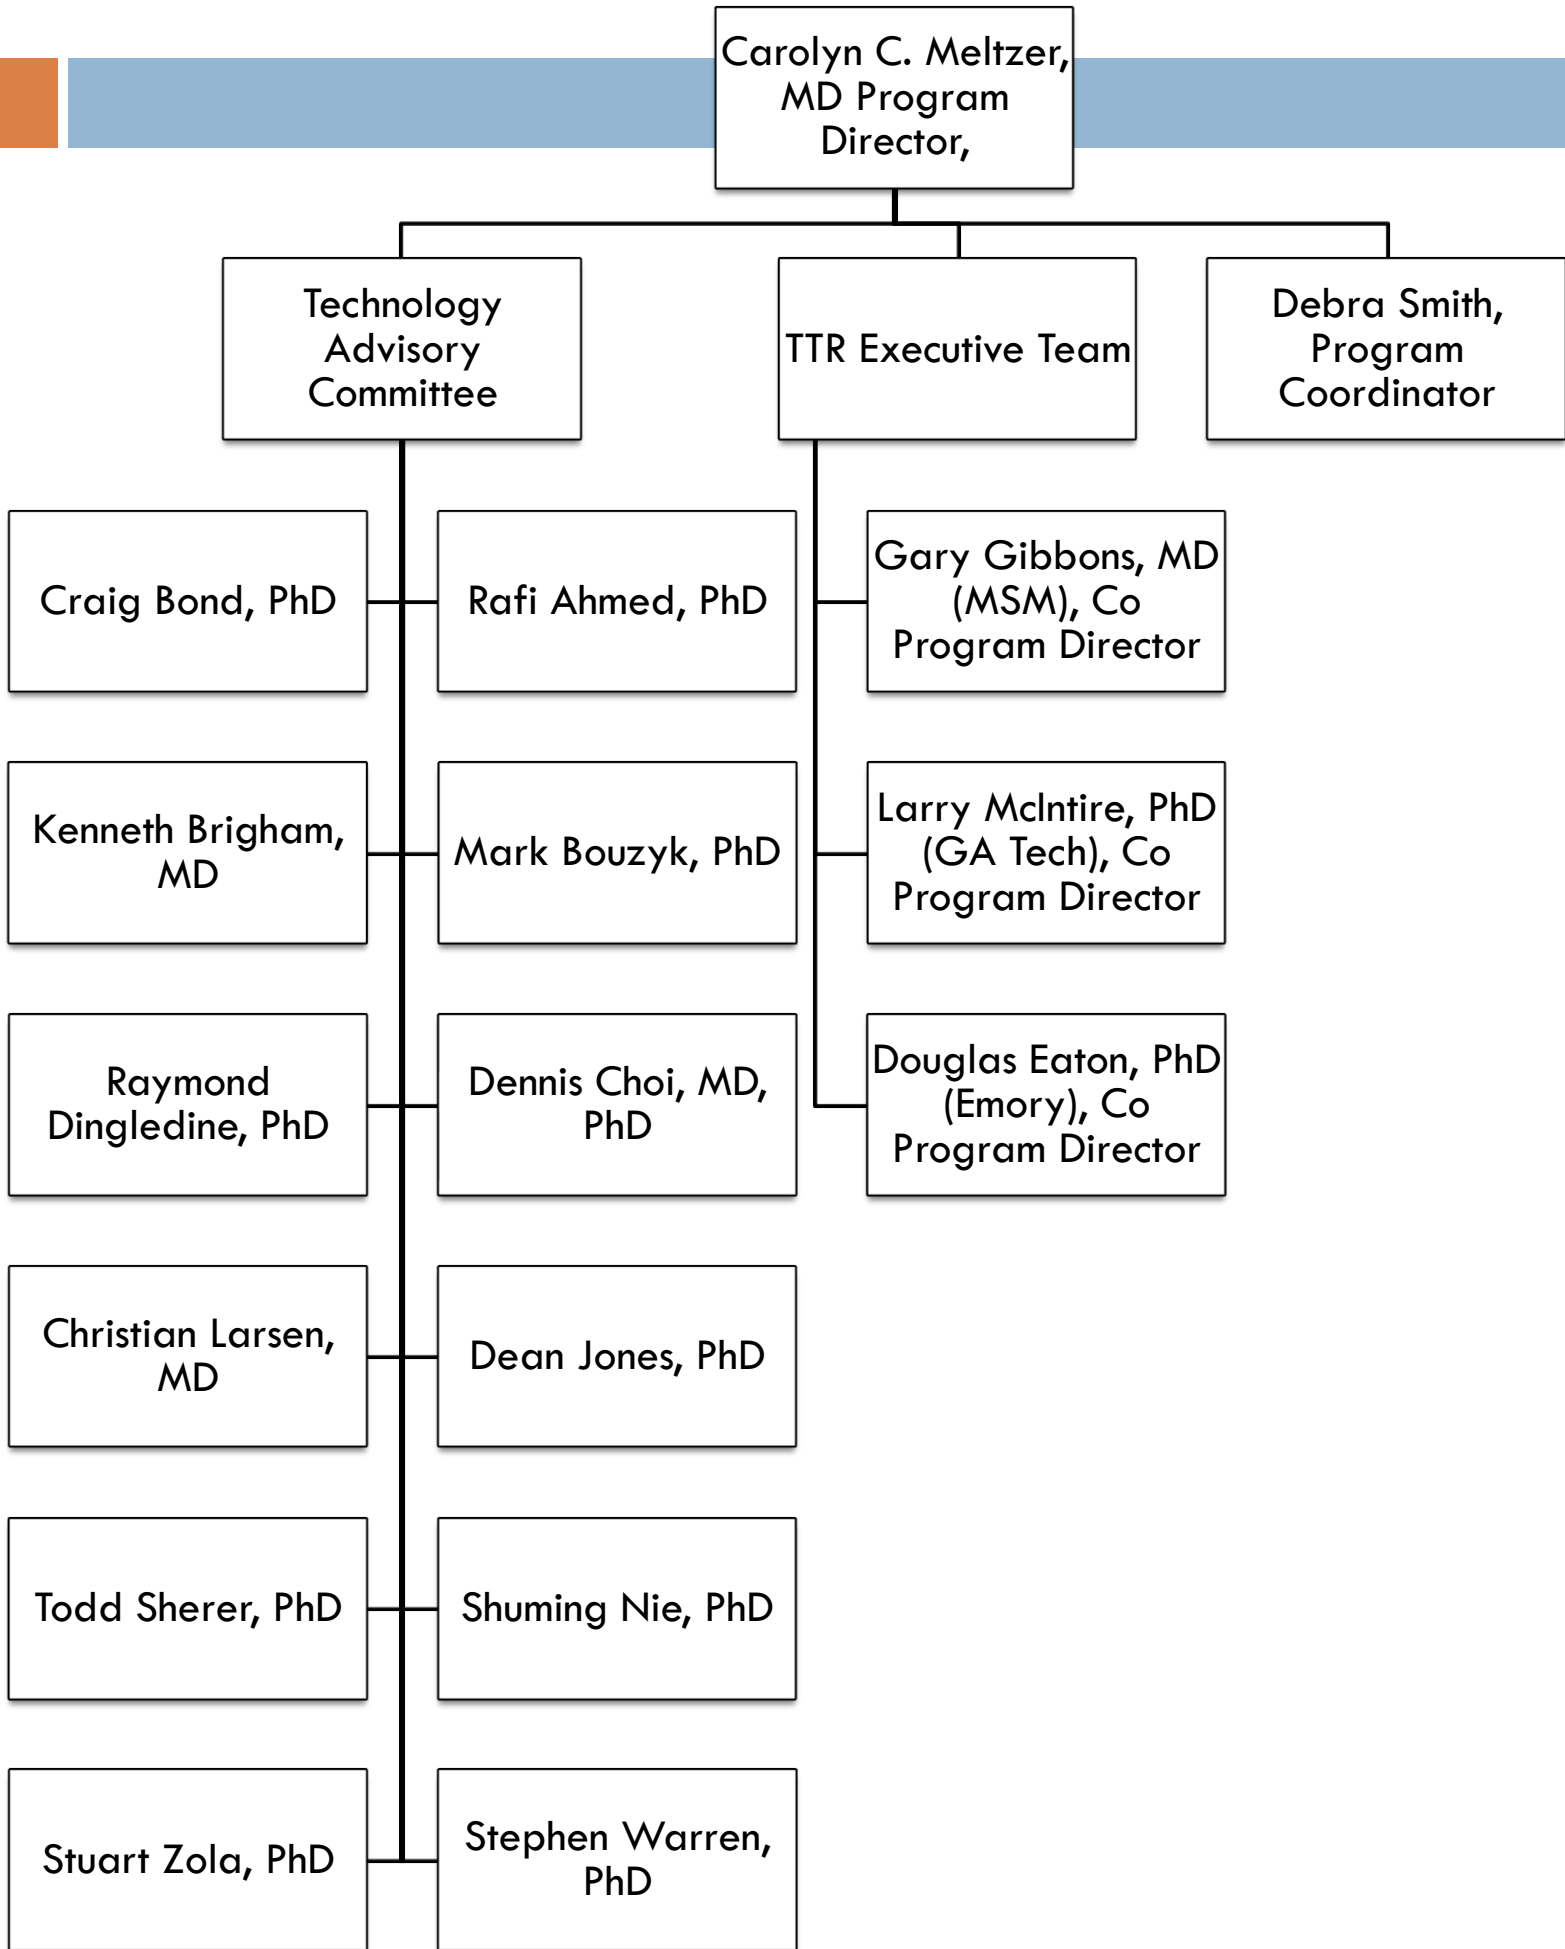 Carolyn C. Meltzer,
MD Program
Director,
Technology
Advisory
Committee
TTR Executive Team
Debra Smith,
Program
Coordinator
Craig Bond, PhD
Rafi Ahmed, PhD
Gary Gibbons, MD
(MSM), Co
Program Director
Kenneth Brigham,
MD
Mark Bouzyk, PhD
Larry McIntire, PhD
(GA Tech), Co
Program Director
Raymond
Dingledine, PhD
Dennis Choi, MD,
PhD
Douglas Eaton, PhD
(Emory), Co
Program Director
Christian Larsen,
MD
Dean Jones, PhD
Todd Sherer, PhD
Shuming Nie, PhD
Stuart Zola, PhD
Stephen Warren,
PhD